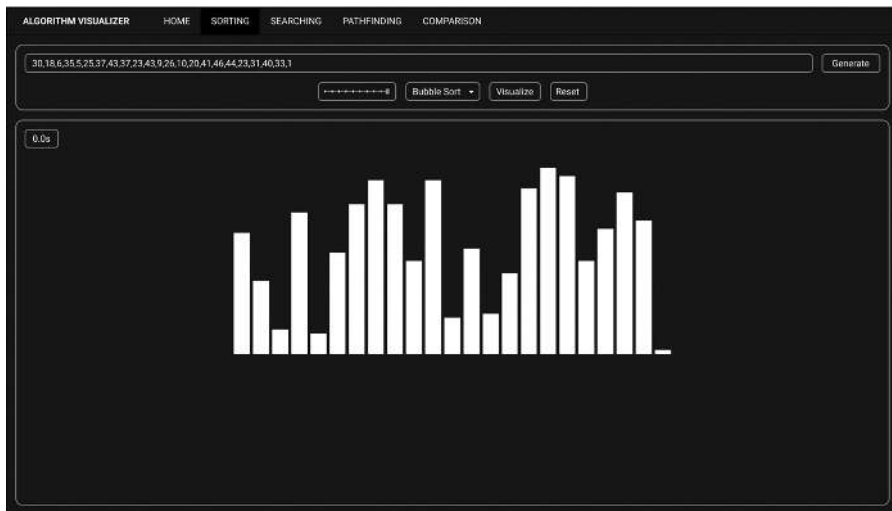 ALGORITHM VISUALIZER HOME SORTING SEARCHING PATHFINDING COMPARISON
30,18,6,35,5,25,37,43,37,23,43,9,26,10,20,41,46,44,23,31,40,33,1 Generate
Bubble Sort Visualize Reset
0.0s